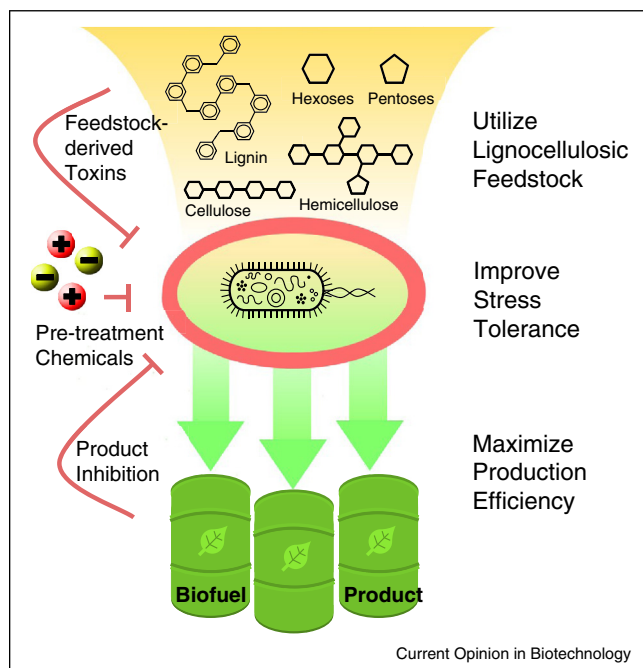 Hexoses
Pentoses
Feedstock-
derived
Toxins
Lignin
Utilize
Lignocellulosic
Feedstock
Cellulose
Hemicellulose
+
−
−
+
Pre-treatment
Chemicals
Improve
Stress
Tolerance
Product
Inhibition
Maximize
Production
Efficiency
Biofuel
Product
Current Opinion in Biotechnology